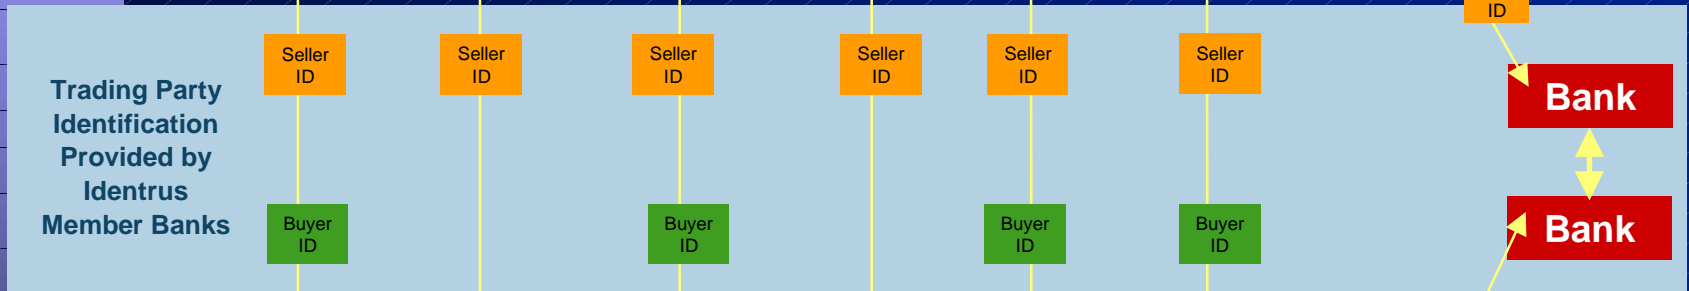 ID
Trading Party
Identification
Provided by
Identrus
Member Banks
Seller
ID
Seller
ID
Seller
ID
Seller
ID
Seller
ID
Seller
ID
Bank
Buyer
ID
Buyer
ID
Buyer
ID
Buyer
ID
Bank